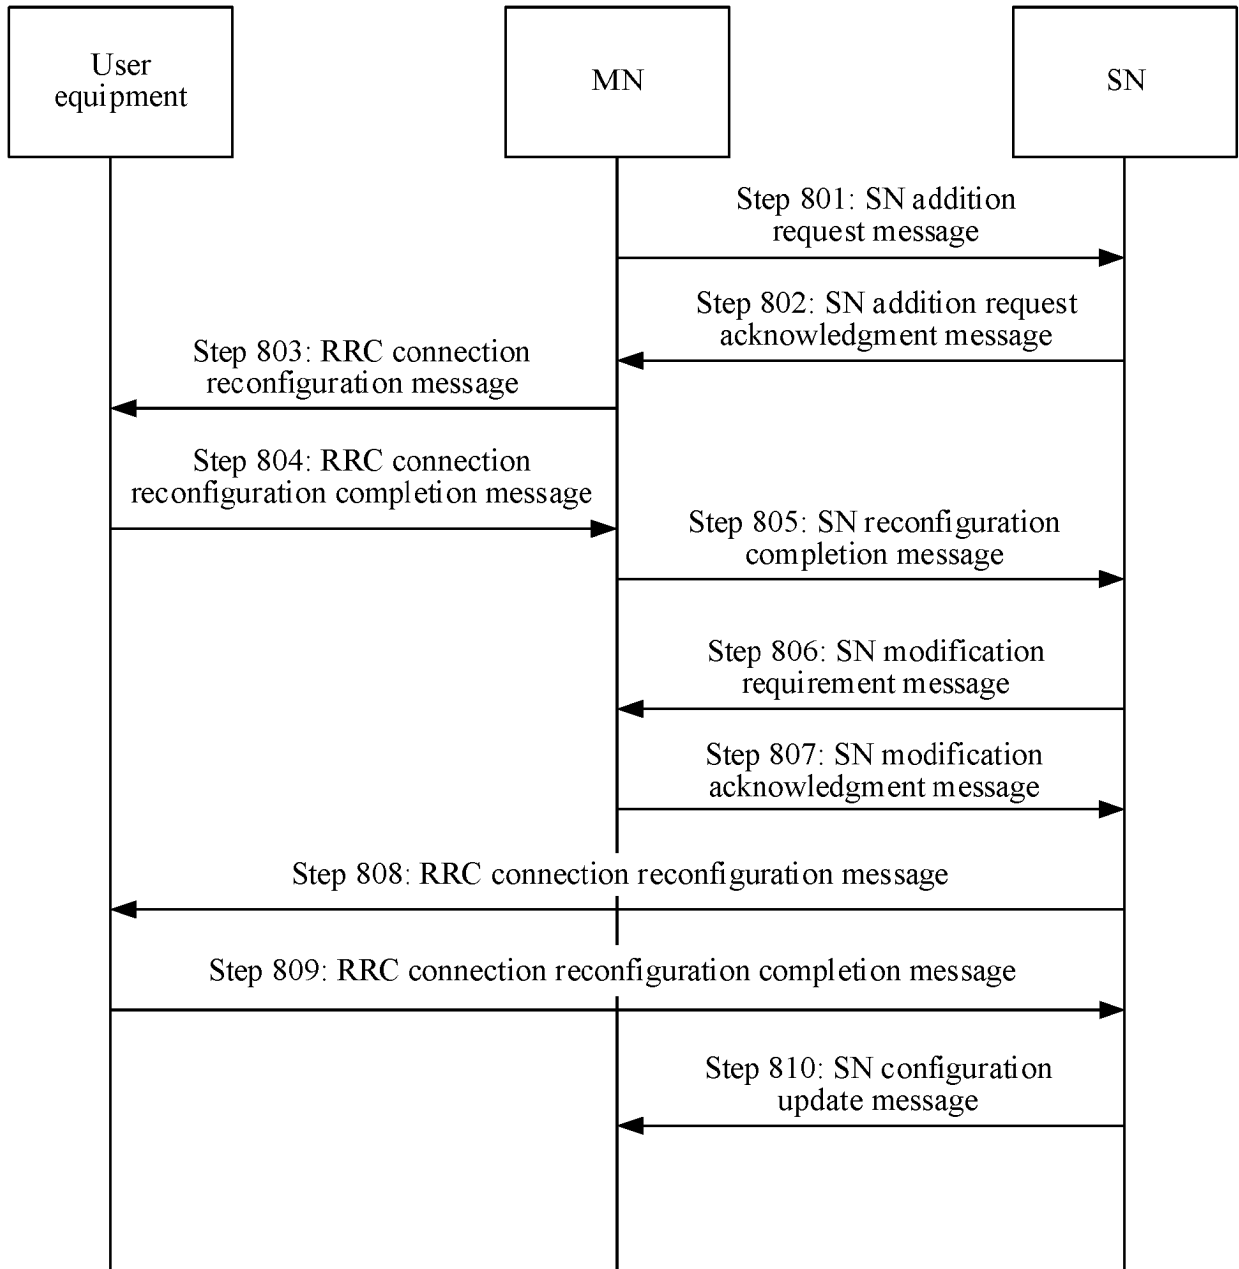 User
equipment
MN
SN
Step 801: SN addition
request message
Step 802: SN addition request
acknowledgment message
Step 803: RRC connection
reconfiguration message
Step 804: RRC connection
reconfiguration completion message
Step 805: SN reconfiguration
completion message
Step 806: SN modification
requirement message
Step 807: SN modification
acknowledgment message
Step 808: RRC connection reconfiguration message
Step 809: RRC connection reconfiguration completion message
Step 810: SN configuration
update message